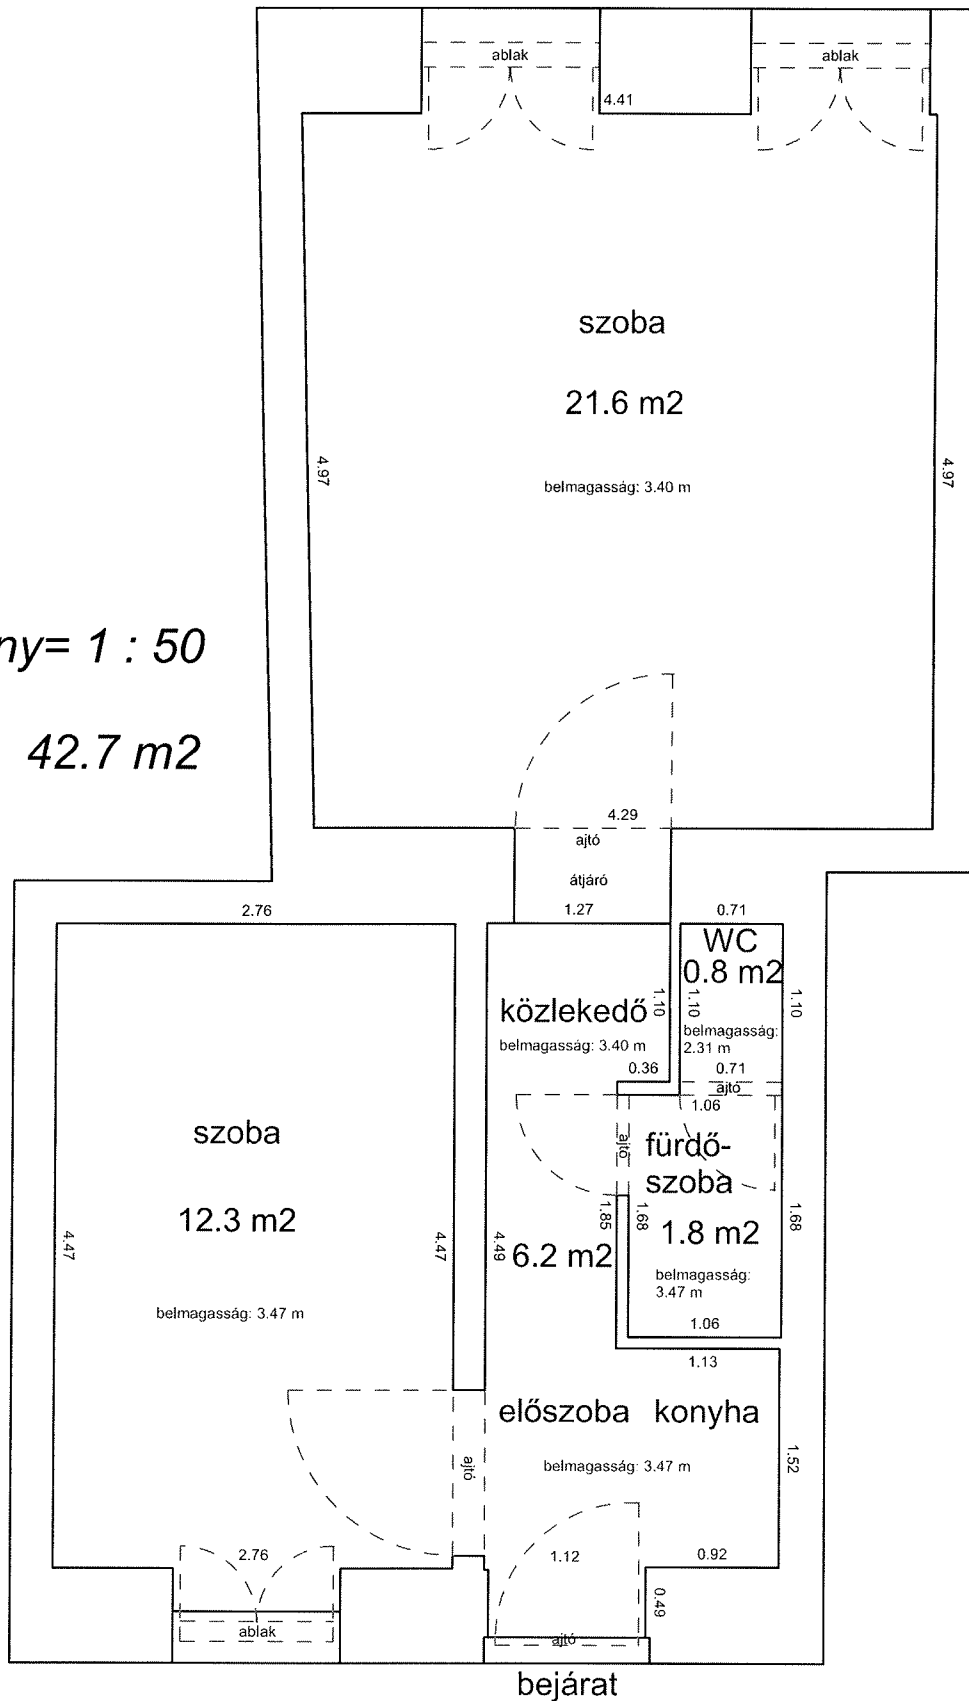 ablak
ablak
4.41
szoba
21.6 m2
4.97
4.97
belmagasság: 3.40 m
ny= 1 : 50
42.7 m2
4.29
ajtó
átjáró
2.76
1.27
0.71
WC
0.8 m2
közlekedő
1.10
1.10
1.10
belmagasság:
2.31 m
belmagasság: 3.40 m
0.36
0.71
ajtó
1.06
szoba
ajtó
fürdő-
szoba
12.3 m2
1.85
1.68
1.68
1.8 m2
4.47
4.47
4.49
6.2 m2
belmagasság:
3.47 m
belmagasság: 3.47 m
1.06
1.13
előszoba konyha
1.52
ajtó
belmagasság: 3.47 m
2.76
1.12
0.92
0.49
ablak
ajtó
bejárat